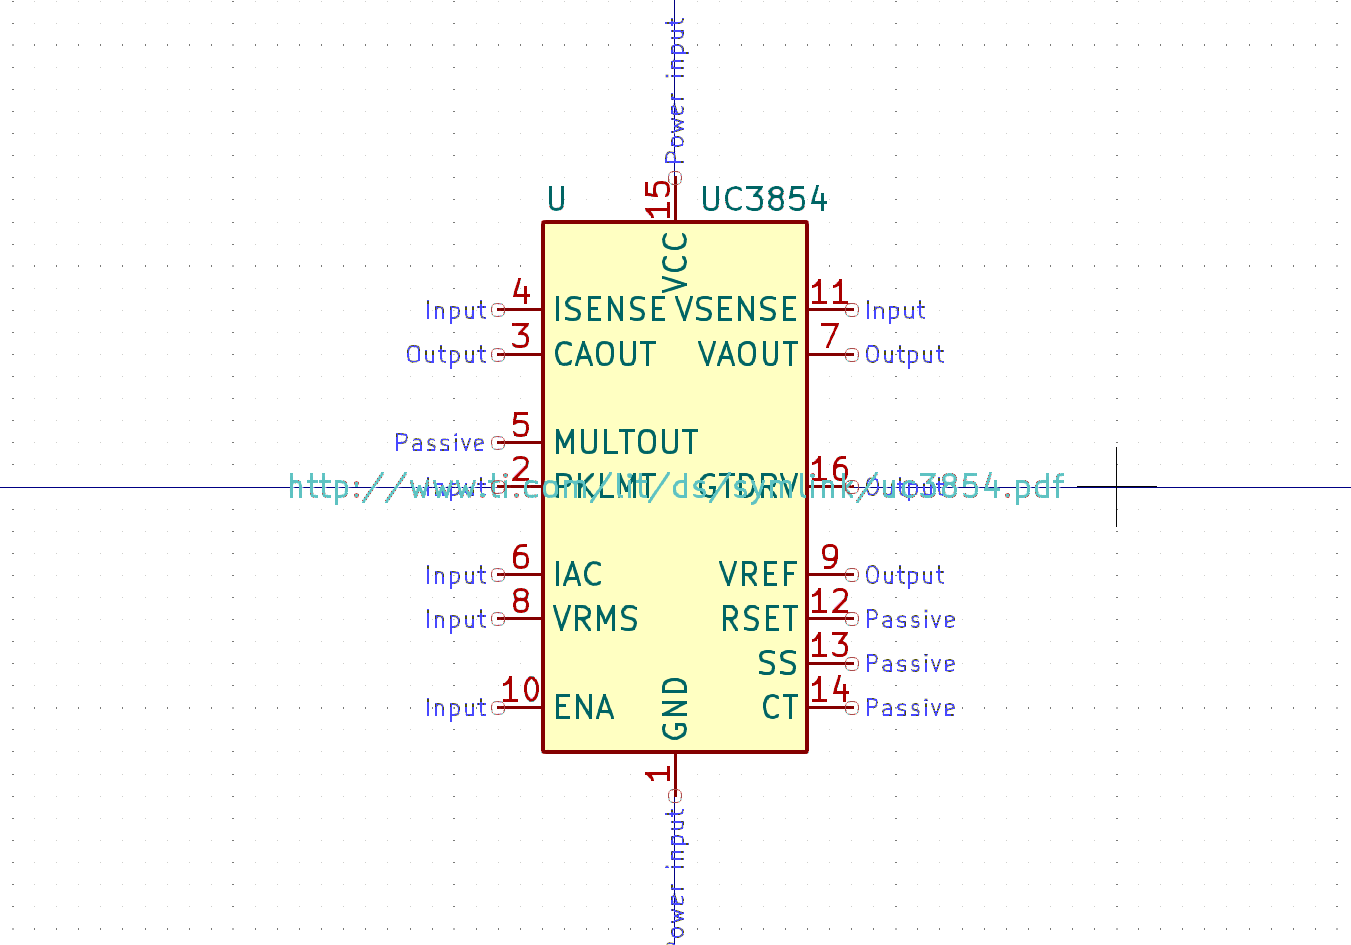 Power input
15
U UC3854
VCC
Input 4 ISENSE VSENSE 11 Input
Output 3 CAOUT VAOUT 7 Output
Passive 5 MULTOUT
Input 2 PKLMT GTDRV 16 Output
http://www.ti.com/lit/ds/symlink/uc3854.pdf
Input 6 IAC VREF 9 Output
Input 8 VRMS RSET 12 Passive
SS 13 Passive
Input 10 ENA CT 14 Passive
GND
1
ower input